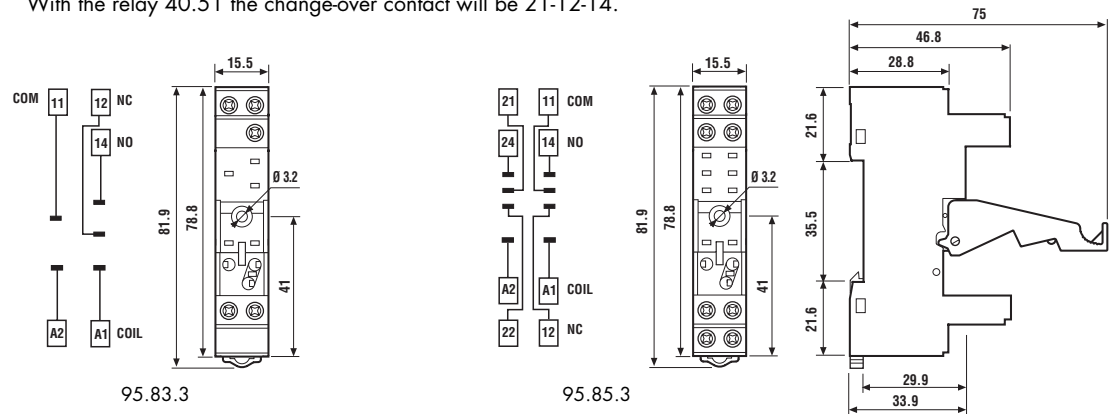 With the relay 40.51 the change-over contact will be 21-12-14.
75
46.8
28.8
15.5
15.5
COM 11 12 NC
14 NO
21 11 COM
24 14 NO
Ø 3.2
Ø 3.2
81.9
78.8
41
81.9
78.8
41
21.6
35.5
21.6
A2 A1 COIL
A2 A1 COIL
22 12 NC
29.9
33.9
95.83.3
95.85.3